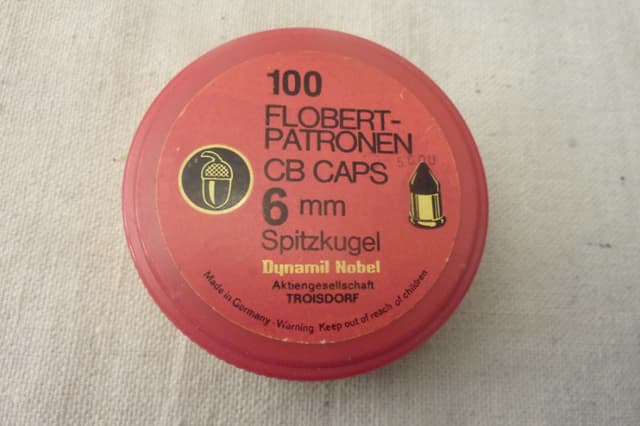 100
FLOBERT-
PATRONEN
CB CAPS
6 mm
Spitzkugel
Dynamil Nobel
Aktiengesellschaft
TROISDORF
Made in Germany · Warning Keep out of reach of children